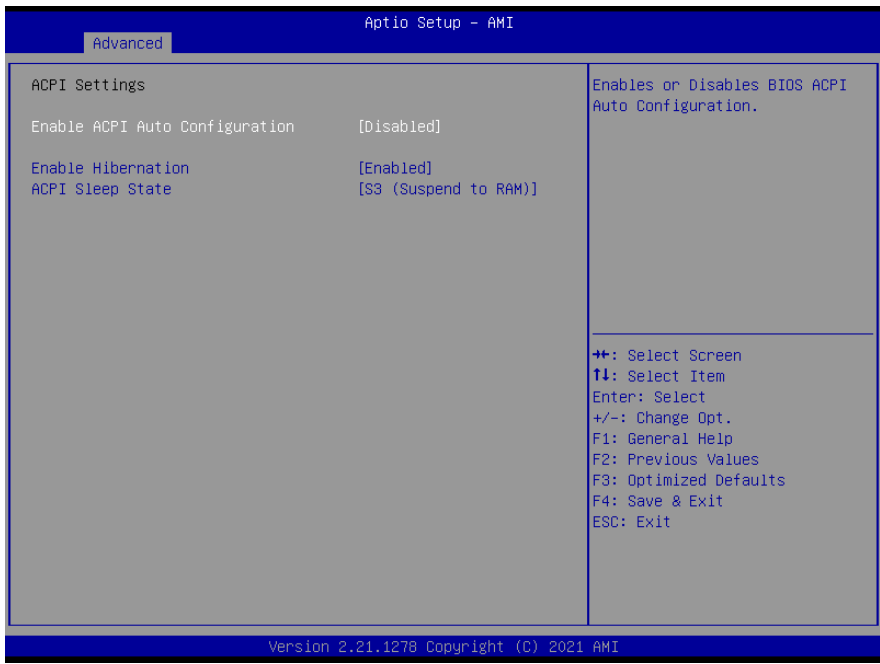 Aptio Setup – AMI
Advanced
ACPI Settings
Enable ACPI Auto Configuration [Disabled]
Enable Hibernation [Enabled]
ACPI Sleep State [S3 (Suspend to RAM)]
Enables or Disables BIOS ACPI
Auto Configuration.
→←: Select Screen
↑↓: Select Item
Enter: Select
+/-: Change Opt.
F1: General Help
F2: Previous Values
F3: Optimized Defaults
F4: Save & Exit
ESC: Exit
Version 2.21.1278 Copyright (C) 2021 AMI